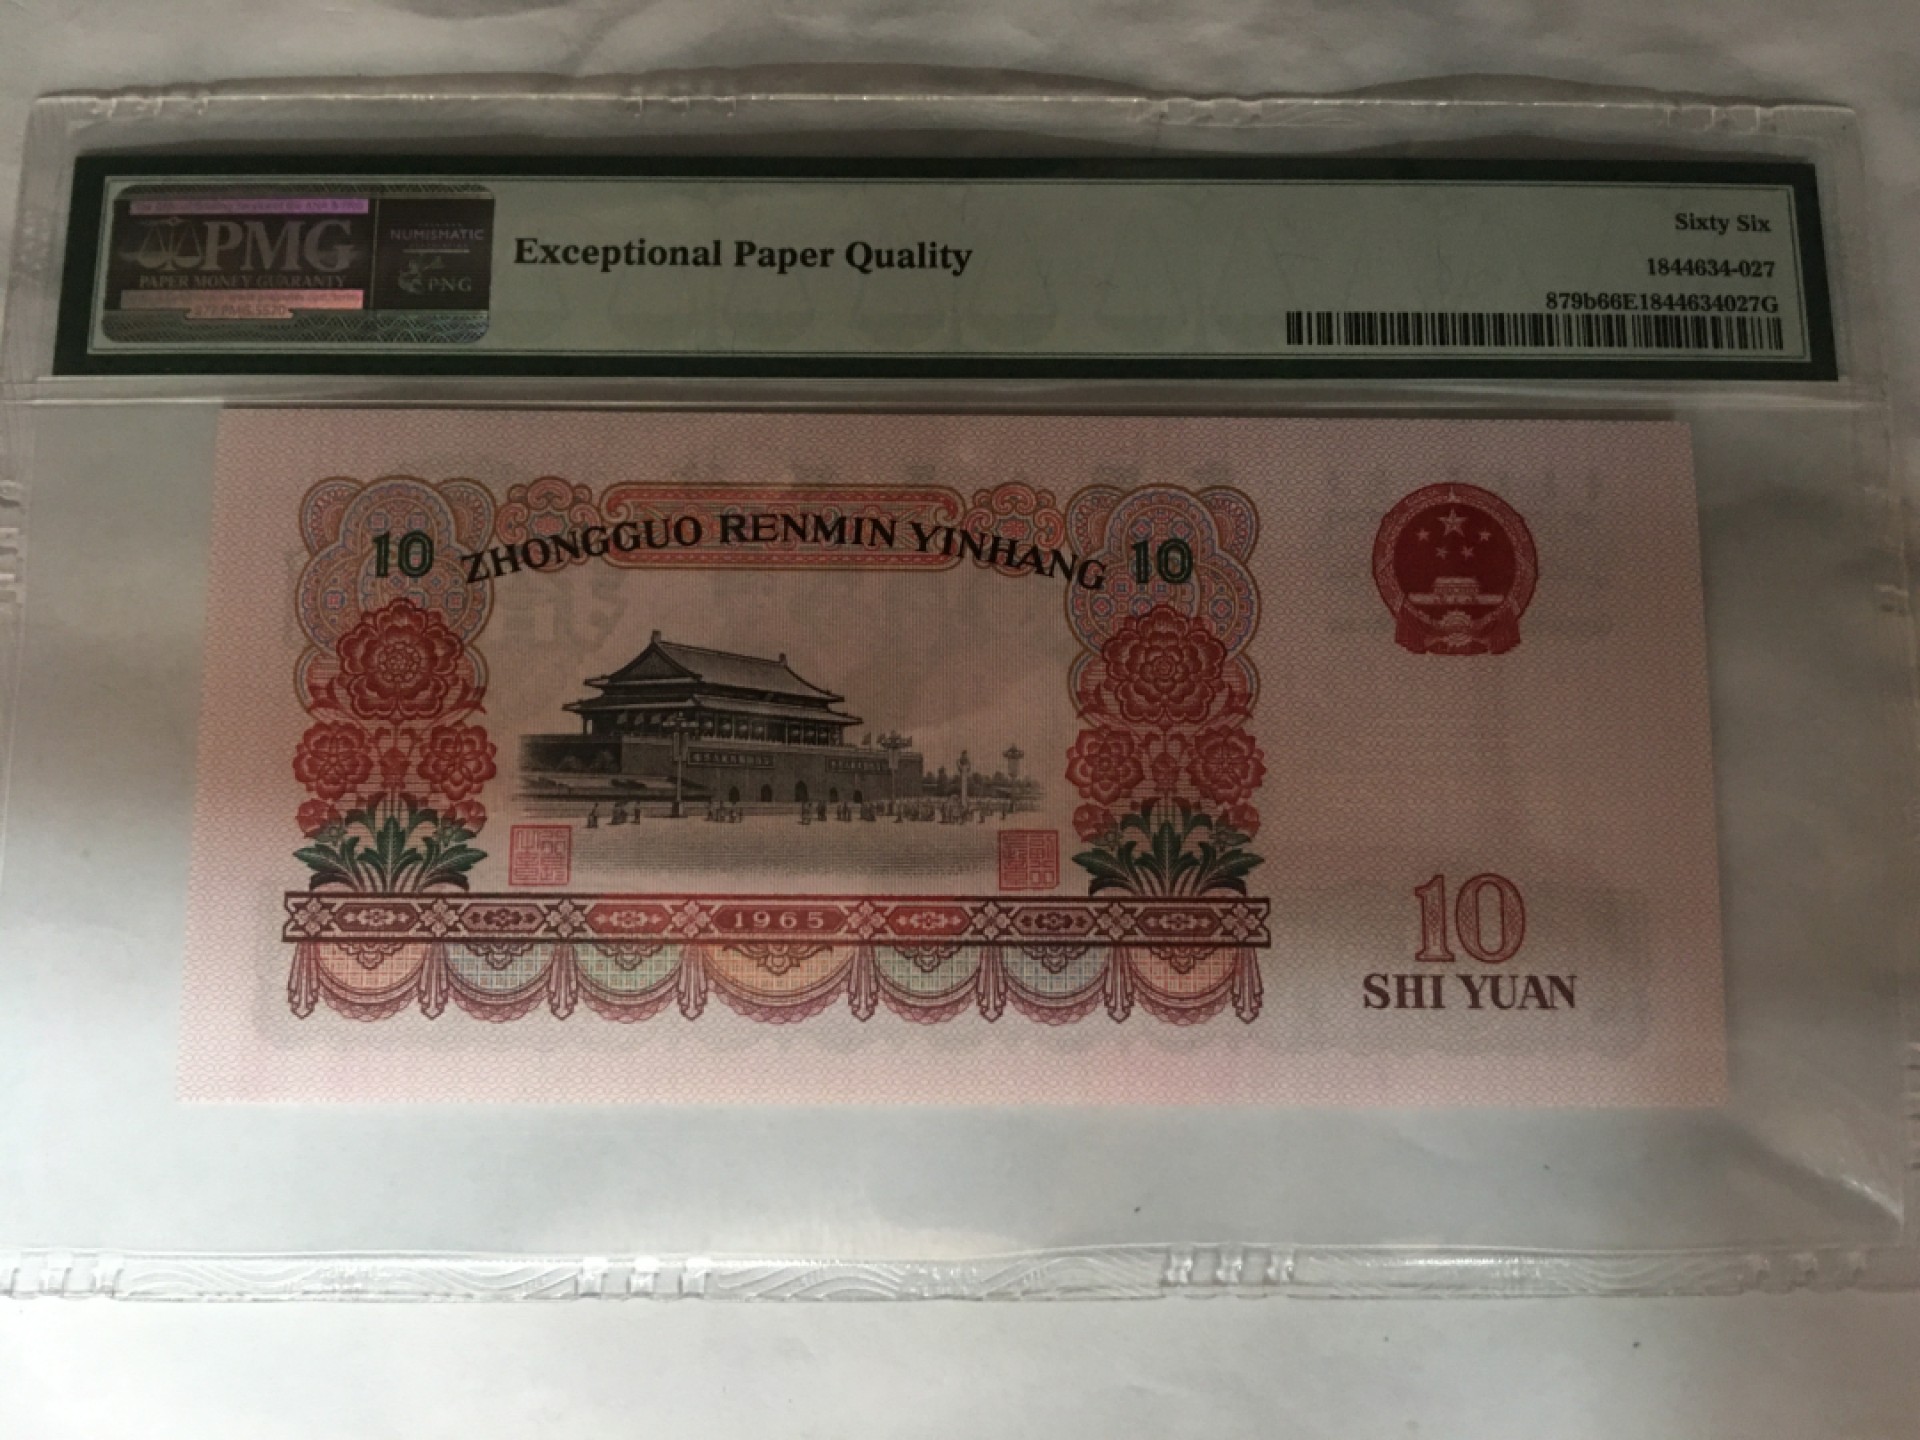 PMG
PAPER MONEY GUARANTY
NUMISMATIC
PNG
Exceptional Paper Quality
Sixty Six
1844634-027
879b66E1844634027G
10 ZHONGGUO RENMIN YINHANG 10
1965
10
SHI YUAN